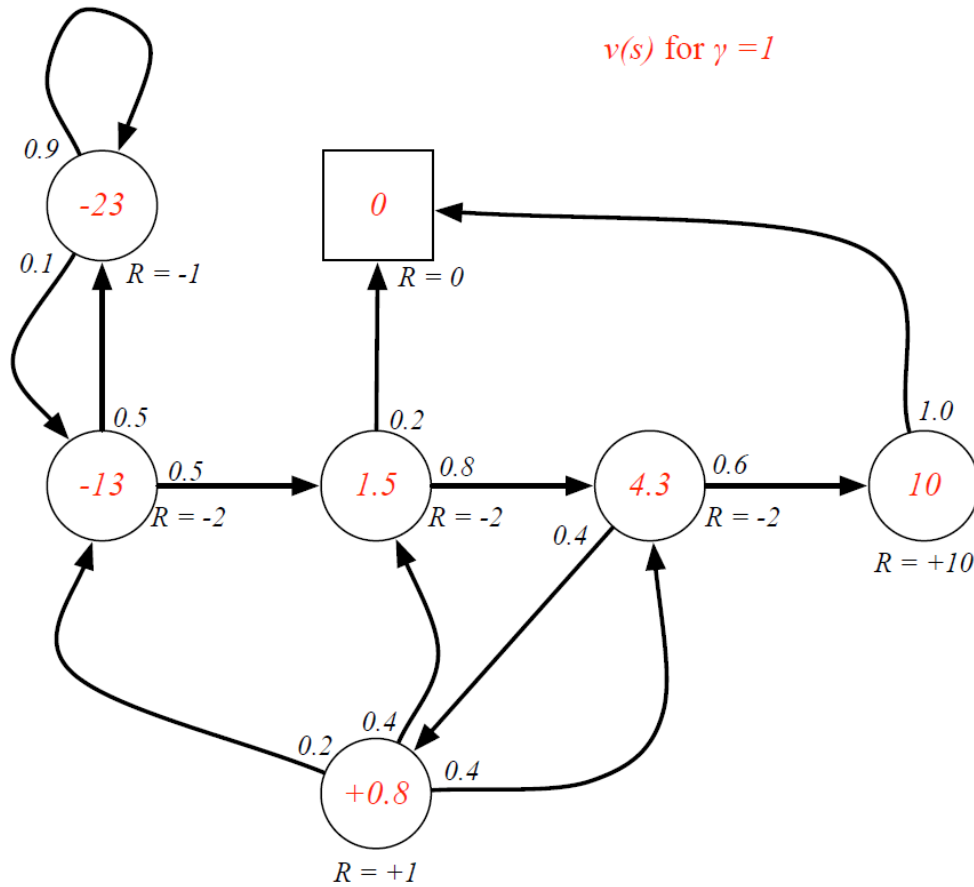 v(s) for γ =1
0.9
-23
0
0.1
R = -1
R = 0
0.5
0.2
1.0
0.5
0.8
0.6
-13
1.5
4.3
10
R = -2
R = -2
R = -2
0.4
R = +10
0.4
0.2
0.4
+0.8
R = +1